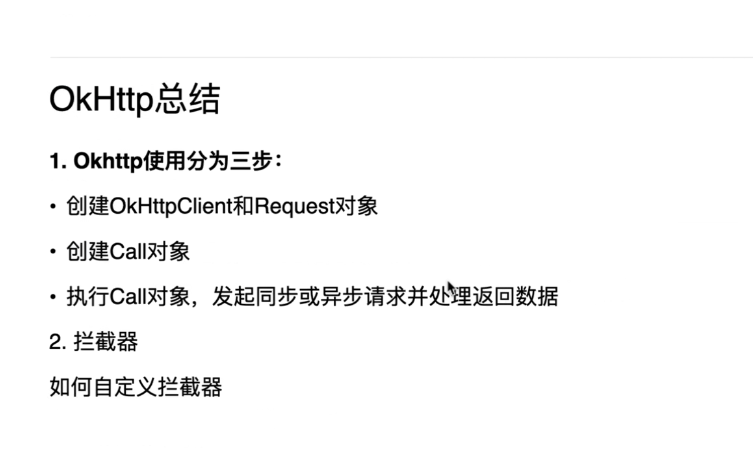 OkHttp总结
1. Okhttp使用分为三步：
• 创建OkHttpClient和Request对象
• 创建Call对象
• 执行Call对象，发起同步或异步请求并处理返回数据
2. 拦截器
如何自定义拦截器